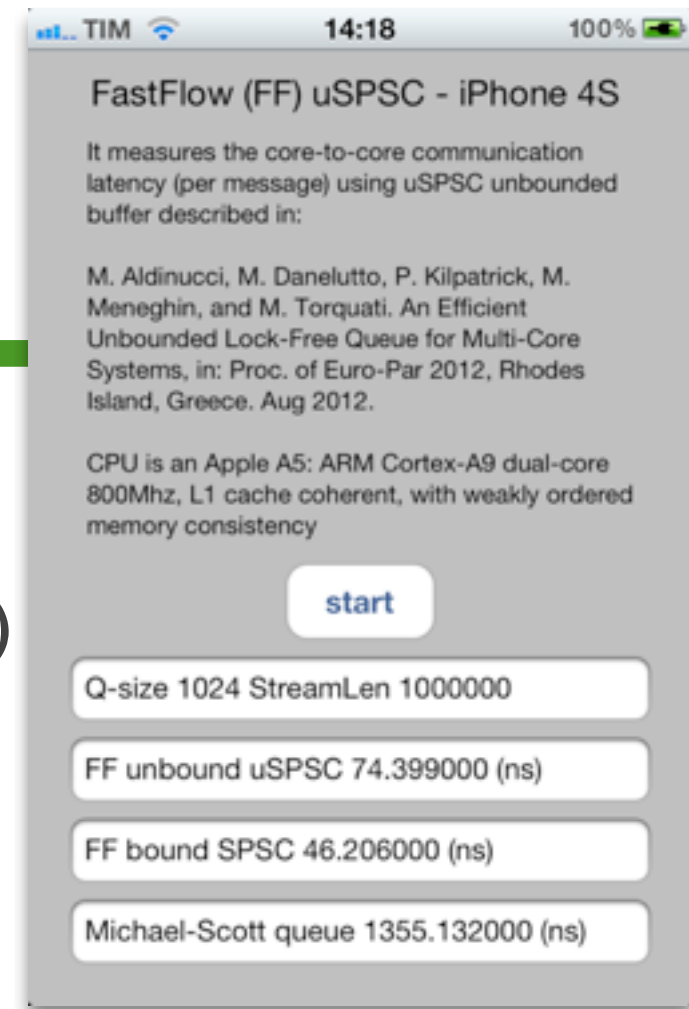 TIM 14:18 100%
FastFlow (FF) uSPSC - iPhone 4S
It measures the core-to-core communication
latency (per message) using uSPSC unbounded
buffer described in:
M. Aldinucci, M. Danelutto, P. Kilpatrick, M.
Meneghin, and M. Torquati. An Efficient
Unbounded Lock-Free Queue for Multi-Core
Systems, in: Proc. of Euro-Par 2012, Rhodes
Island, Greece. Aug 2012.
CPU is an Apple A5: ARM Cortex-A9 dual-core
800Mhz, L1 cache coherent, with weakly ordered
memory consistency
)
start
Q-size 1024 StreamLen 1000000
FF unbound uSPSC 74.399000 (ns)
FF bound SPSC 46.206000 (ns)
Michael-Scott queue 1355.132000 (ns)